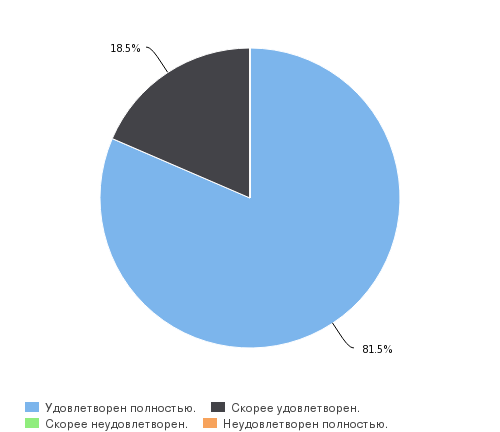 18.5%
81.5%
Удовлетворен полностью. Скорее удовлетворен.
Скорее неудовлетворен. Неудовлетворен полностью.